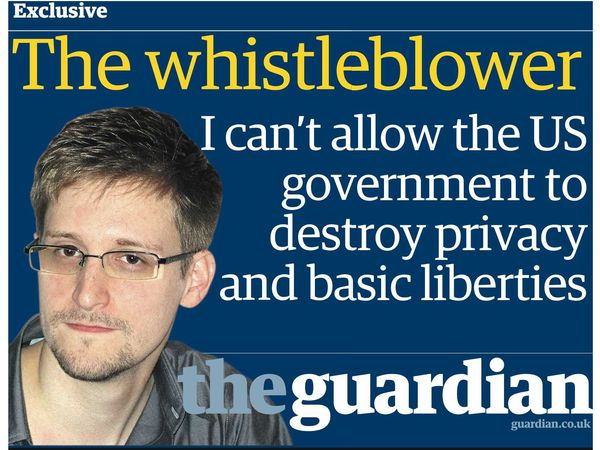 Exclusive
The whistleblower
I can’t allow the US
government to
destroy privacy
and basic liberties
theguardian
guardian.co.uk